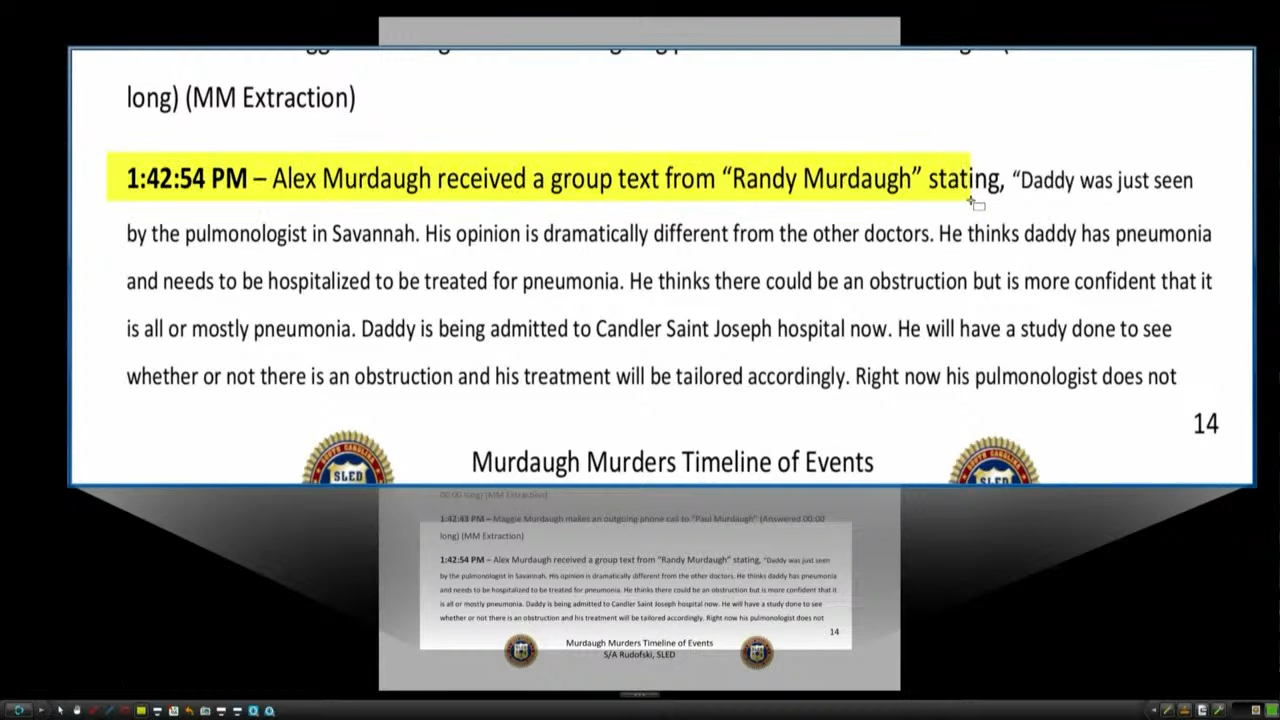 long) (MM Extraction)
1:42:54 PM – Alex Murdaugh received a group text from “Randy Murdaugh” stating, “Daddy was just seen
by the pulmonologist in Savannah. His opinion is dramatically different from the other doctors. He thinks daddy has pneumonia
and needs to be hospitalized to be treated for pneumonia. He thinks there could be an obstruction but is more confident that it
is all or mostly pneumonia. Daddy is being admitted to Candler Saint Joseph hospital now. He will have a study done to see
whether or not there is an obstruction and his treatment will be tailored accordingly. Right now his pulmonologist does not
14
SOUTH CAROLINA
SLED
Murdaugh Murders Timeline of Events
SLED
00:00 long) (MM Extraction)
1:42:43 PM – Maggie Murdaugh makes an outgoing phone call to “Paul Murdaugh” (Answered 00:00
long) (MM Extraction)
1:42:54 PM – Alex Murdaugh received a group text from “Randy Murdaugh” stating, “Daddy was just seen
by the pulmonologist in Savannah. His opinion is dramatically different from the other doctors. He thinks daddy has pneumonia
and needs to be hospitalized to be treated for pneumonia. He thinks there could be an obstruction but is more confident that it
is all or mostly pneumonia. Daddy is being admitted to Candler Saint Joseph hospital now. He will have a study done to see
whether or not there is an obstruction and his treatment will be tailored accordingly. Right now his pulmonologist does not
14
Murdaugh Murders Timeline of Events
S/A Rudofski, SLED